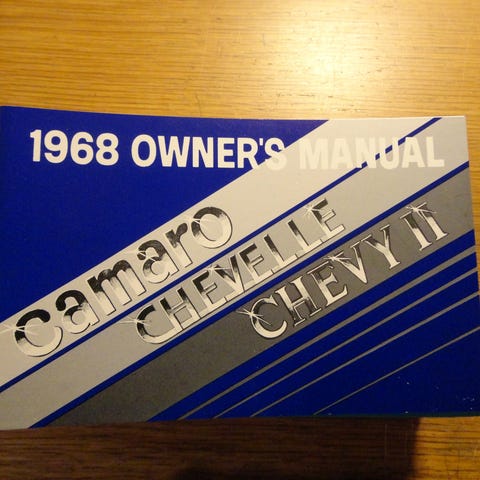 1968 OWNER'S MANUAL
Camaro
CHEVELLE
CHEVY II